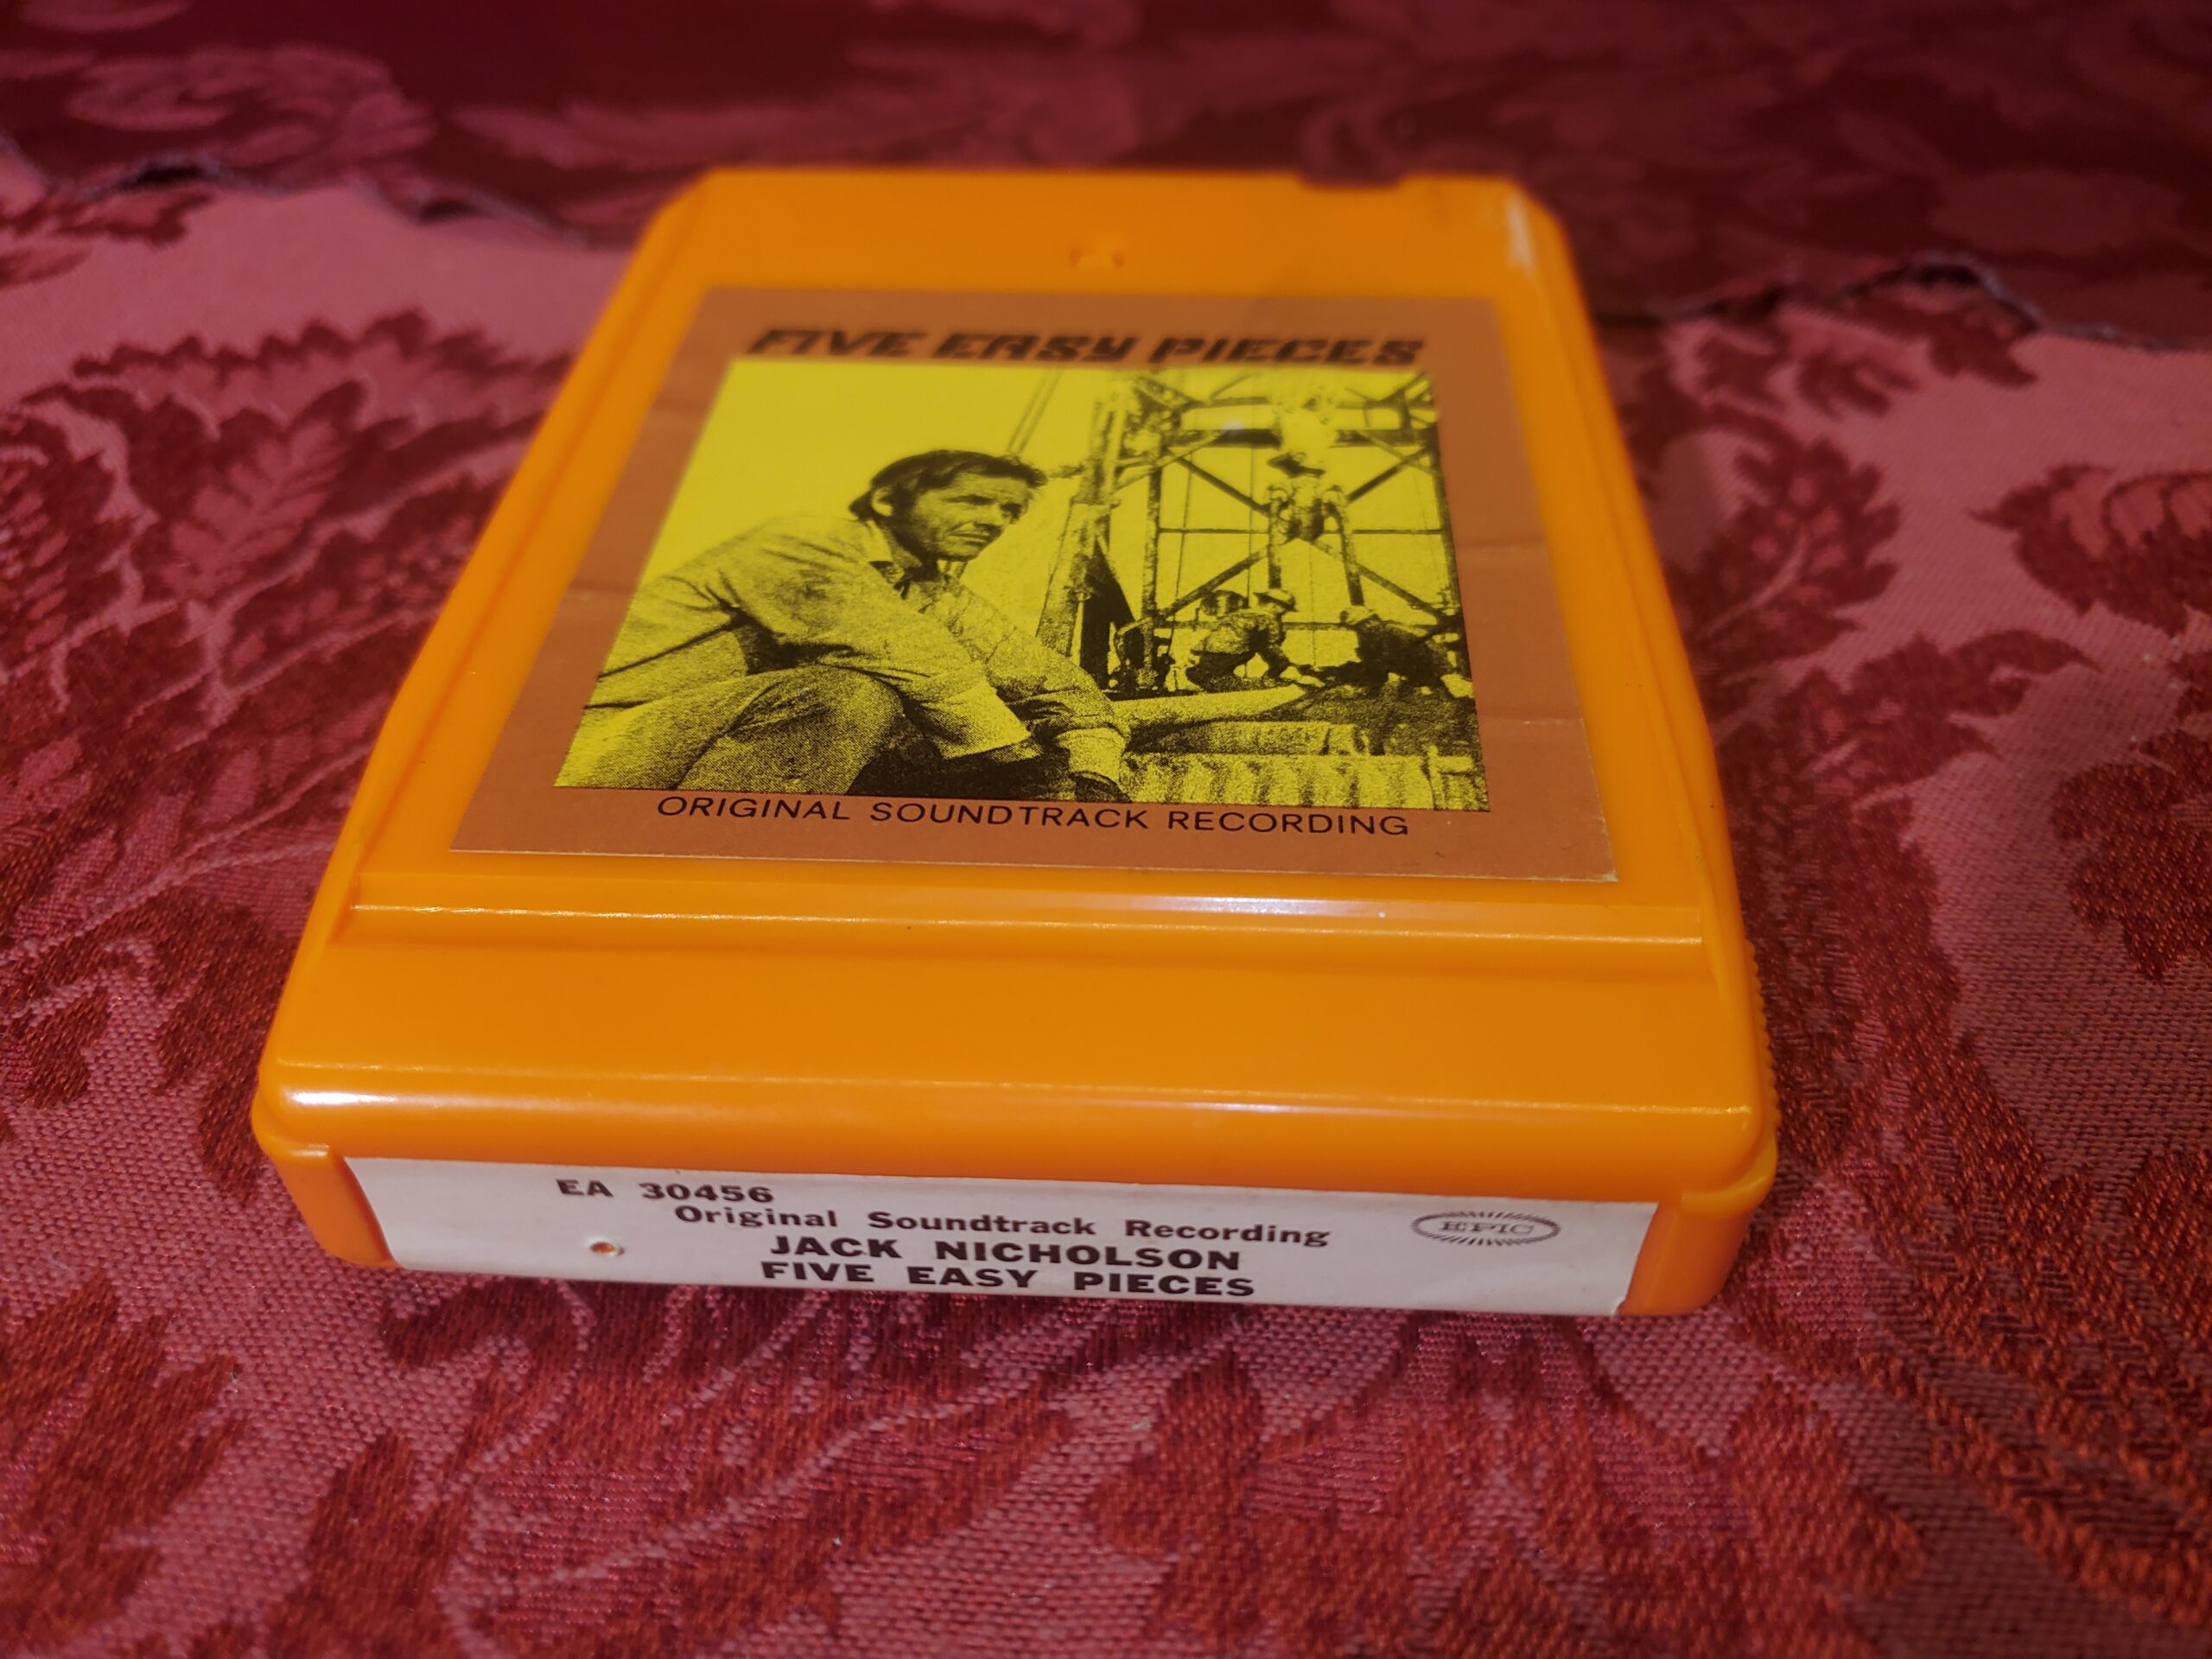 FIVE EASY PIECES
ORIGINAL SOUNDTRACK RECORDING
EA 30456
Original Soundtrack Recording
EPIC
JACK NICHOLSON
FIVE EASY PIECES